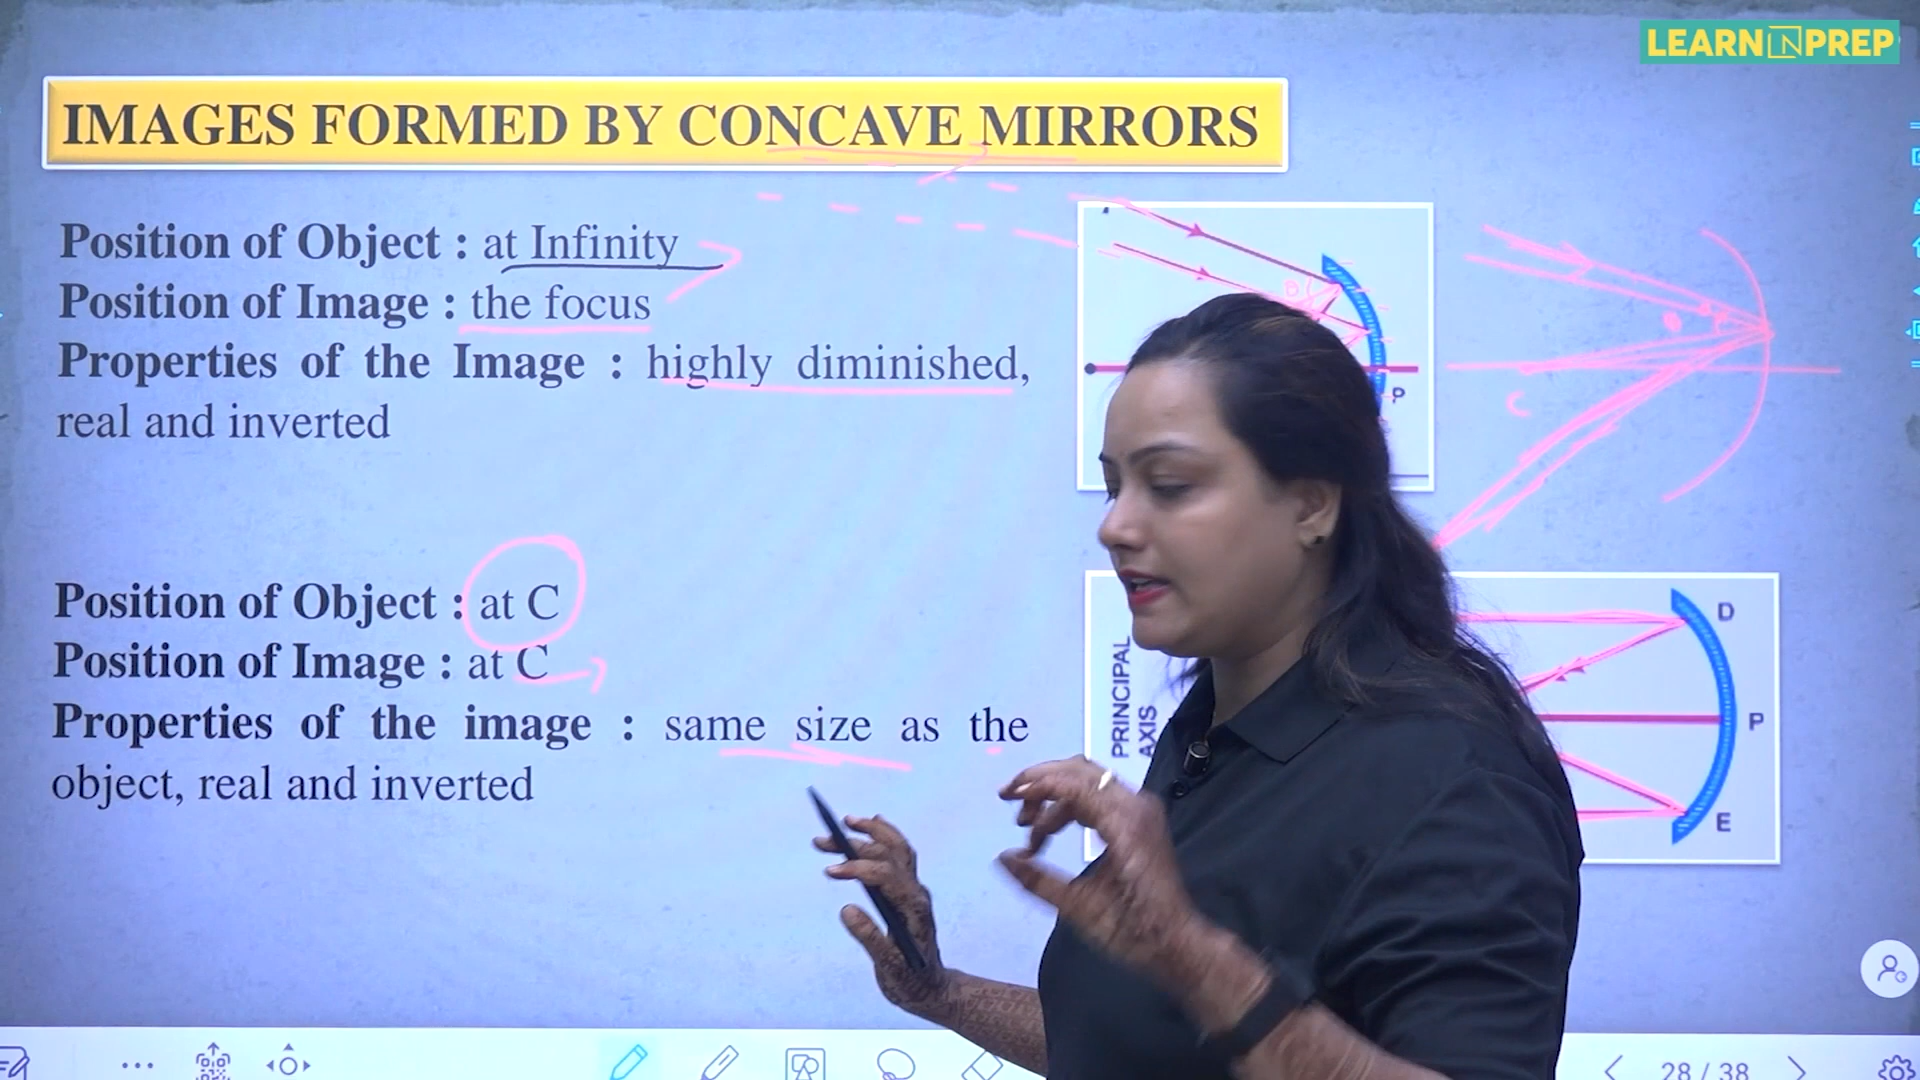 LEARN IN PREP
IMAGES FORMED BY CONCAVE MIRRORS
Position of Object : at Infinity
Position of Image : the focus
Properties of the Image : highly diminished,
real and inverted
P
C
Position of Object : at C
Position of Image : at C
Properties of the image : same size as the
object, real and inverted
PRINCIPAL
AXIS
D
P
E
28 / 38